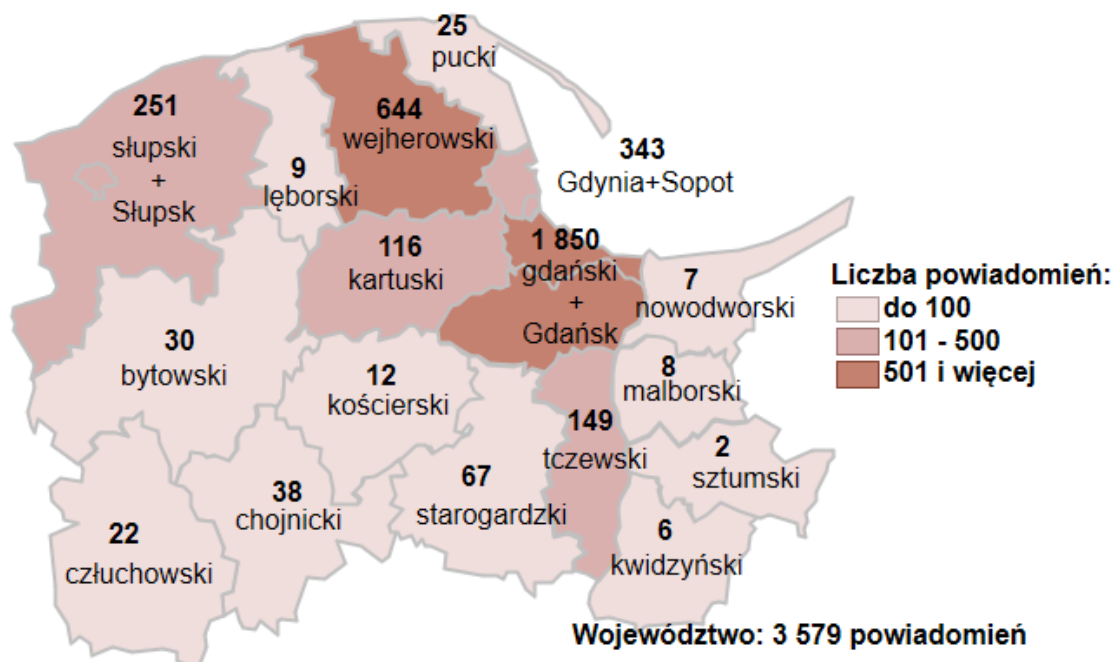 25
pucki
251
słupski
+
Słupsk
644
wejherowski
9
lęborski
343
Gdynia+Sopot
116
kartuski
1 850
gdański
+
Gdańsk
7
nowodworski
Liczba powiadomień:
do 100
101 - 500
501 i więcej
30
bytowski
12
kościerski
8
malborski
149
tczewski
2
sztumski
67
starogardzki
38
chojnicki
22
człuchowski
6
kwidzyński
Województwo: 3 579 powiadomień